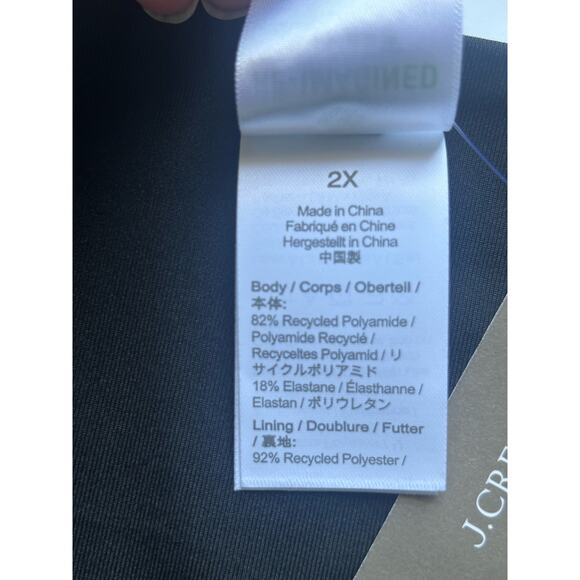 2X
Made in China
Fabriqué en Chine
Hergestellt in China
中国製
Body / Corps / Oberteil /
本体:
82% Recycled Polyamide /
Polyamide Recyclé /
Recyceltes Polyamid / リ
サイクルポリアミド
18% Elastane / Élasthanne /
Elastan / ポリウレタン
Lining / Doublure / Futter
/ 裏地:
92% Recycled Polyester /
J.CRE